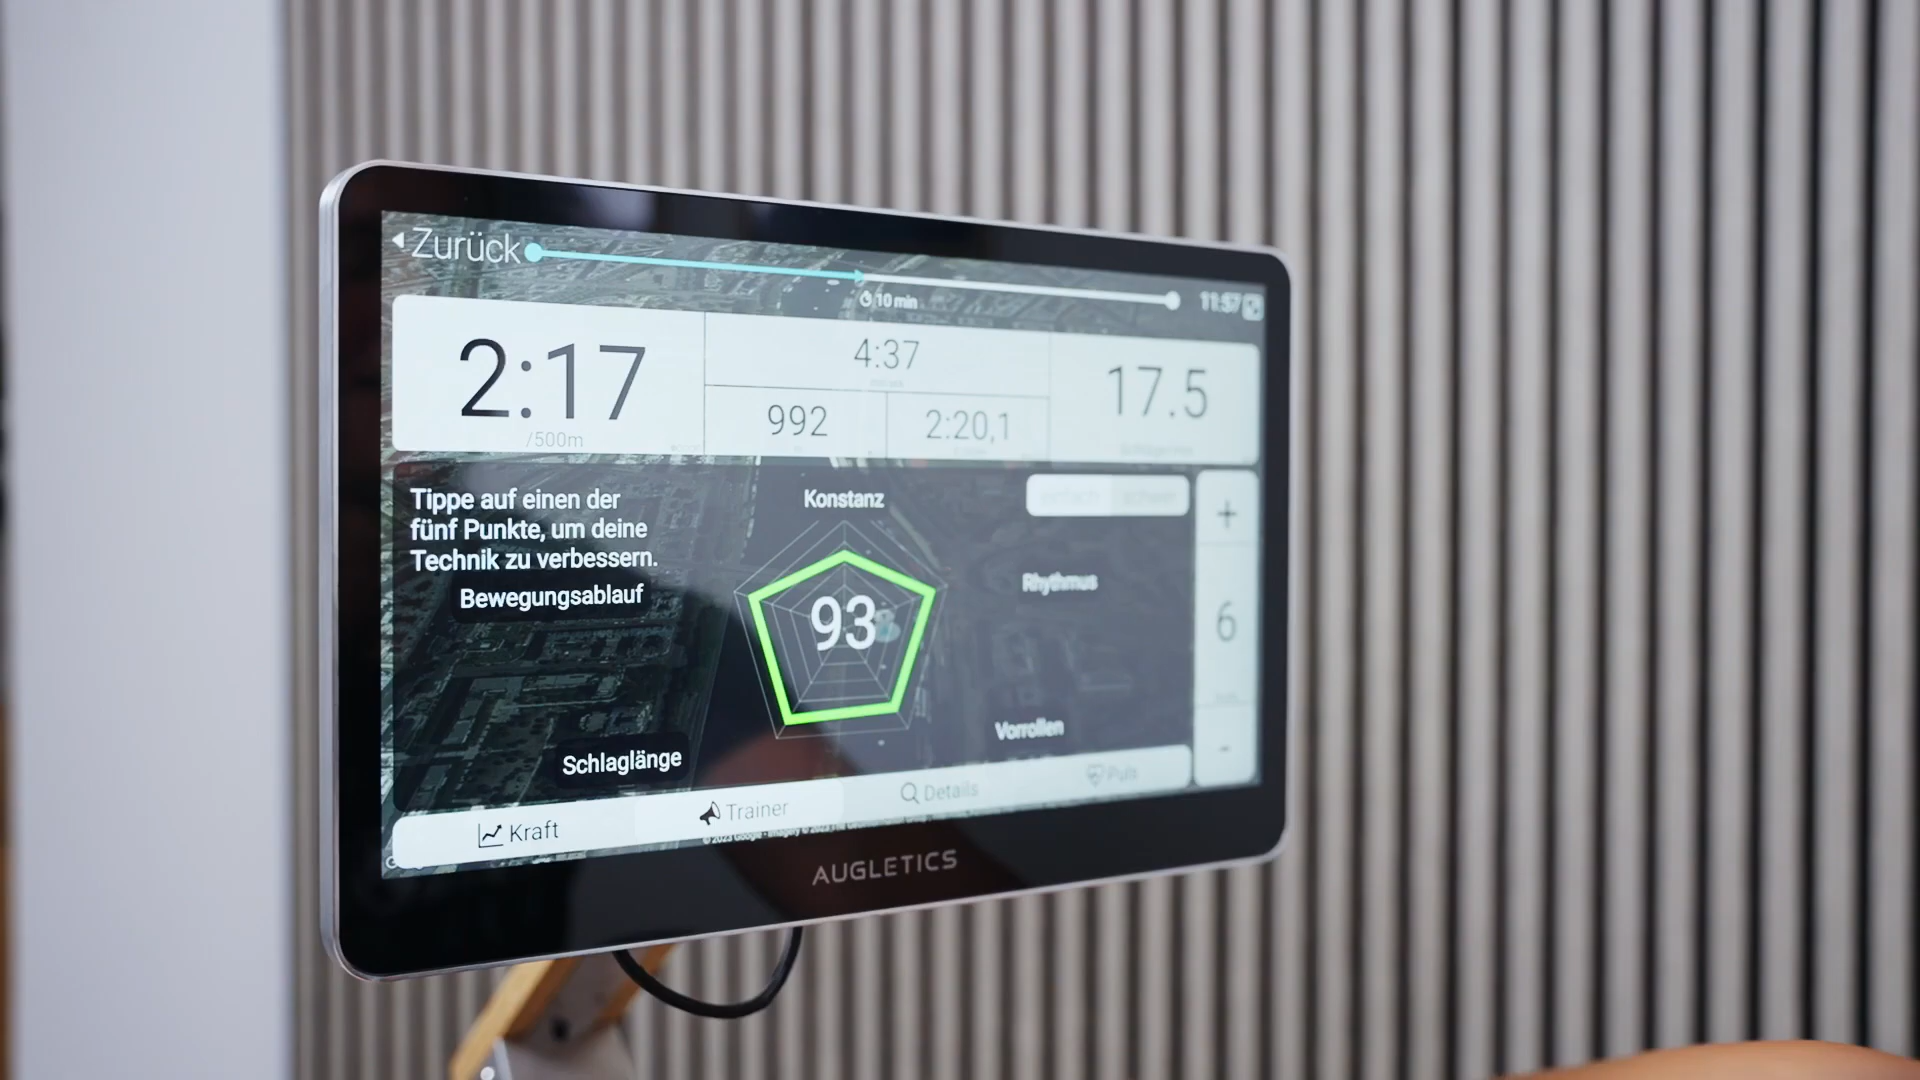 Zurück
10 min
11:57
2:17
/500m
4:37
992
2:20,1
17.5
Tippe auf einen der
fünf Punkte, um deine
Technik zu verbessern.
Konstanz
Bewegungsablauf
93
Rhythmus
+
6
-
Vorrollen
Schlaglänge
Kraft
Trainer
Details
Puls
AUGLETICS